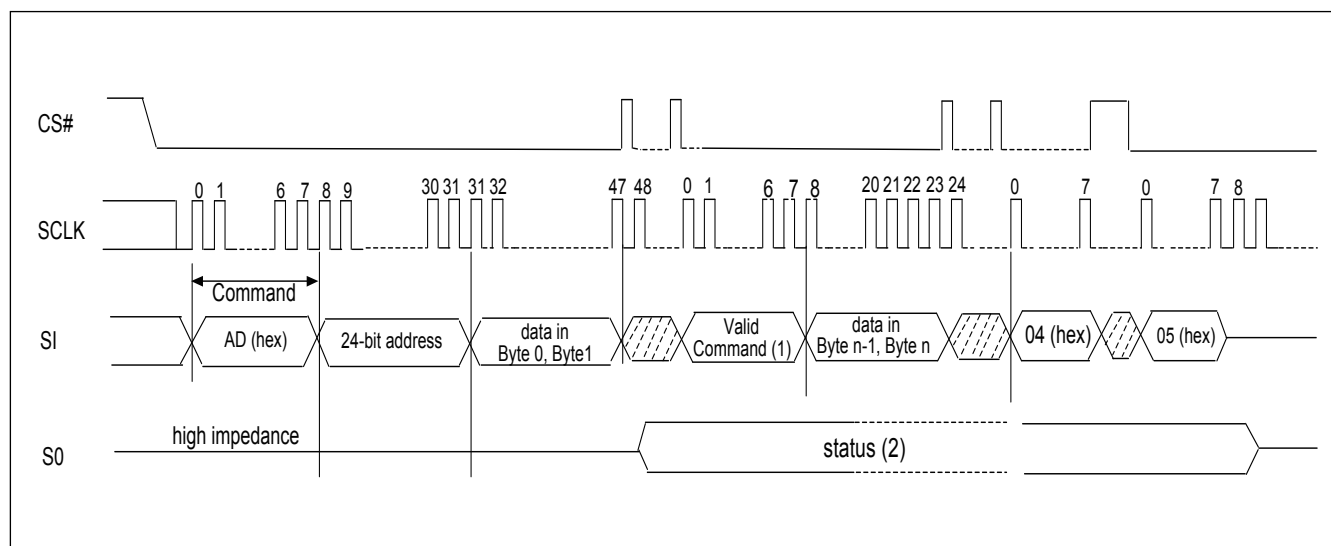 CS#
0 1 6 7 8 9 30 31 31 32 47 48 0 1 6 7 8 20 21 22 23 24 0 7 0 7 8
SCLK
Command
SI
AD (hex)
24-bit address
data in
Byte 0, Byte1
Valid
Command (1)
data in
Byte n-1, Byte n
04 (hex)
05 (hex)
high impedance
S0
status (2)